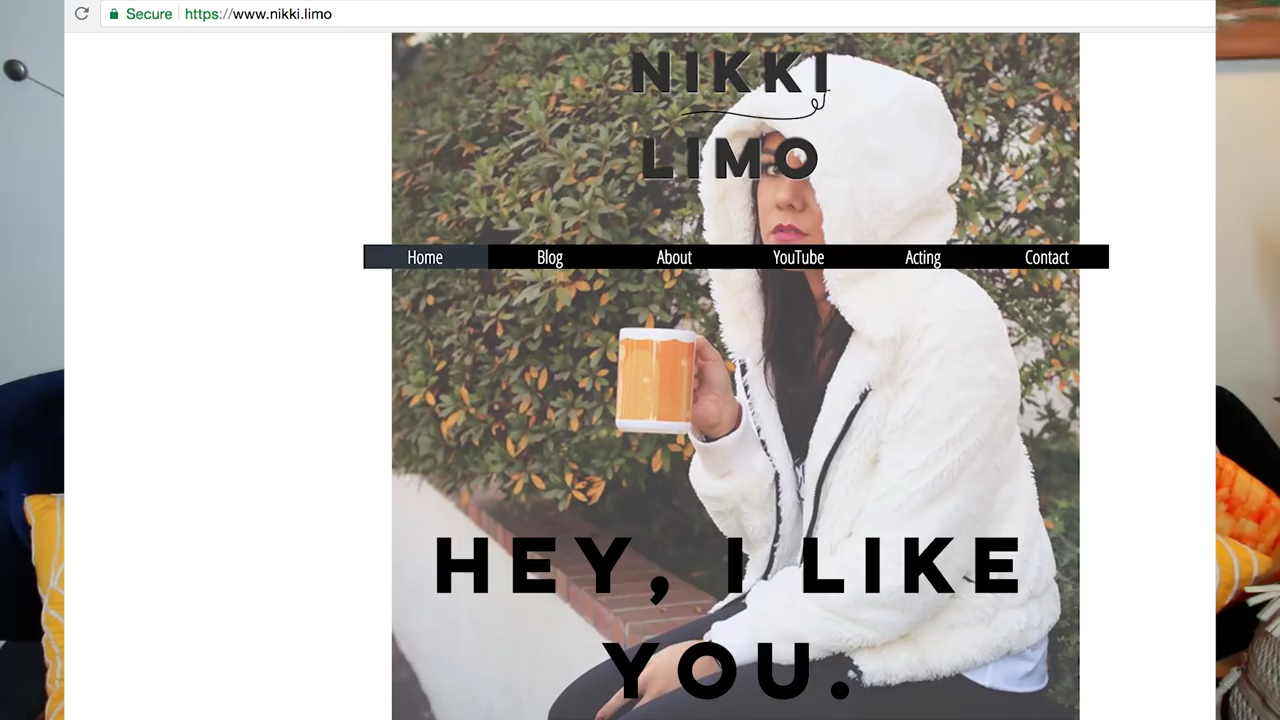 Secure https://www.nikki.limo
NIKKI
LIMO
Home Blog About YouTube Acting Contact
HEY, I LIKE
YOU.